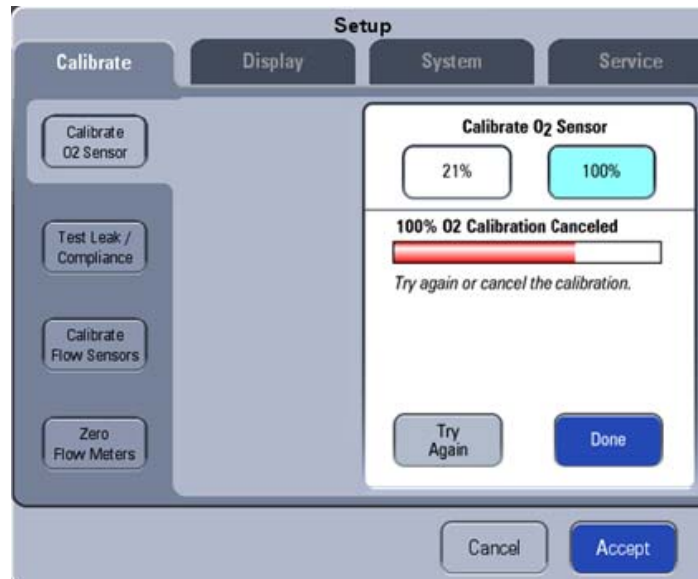 Setup
Calibrate
Display
System
Service
Calibrate
O2 Sensor
Test Leak /
Compliance
Calibrate
Flow Sensors
Zero
Flow Meters
Calibrate O2 Sensor
21%
100%
100% O2 Calibration Canceled
Try again or cancel the calibration.
Try
Again
Done
Cancel
Accept